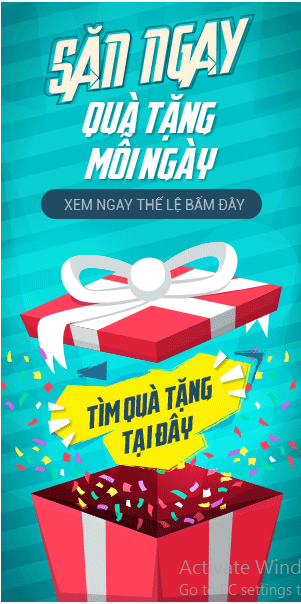 SĂN NGAY
QUÀ TẶNG
MỖI NGÀY
XEM NGAY THỂ LỆ BẤM ĐÂY
TÌM QUÀ TẶNG
TẠI ĐÂY
Activate Wind
Go to PC settings t